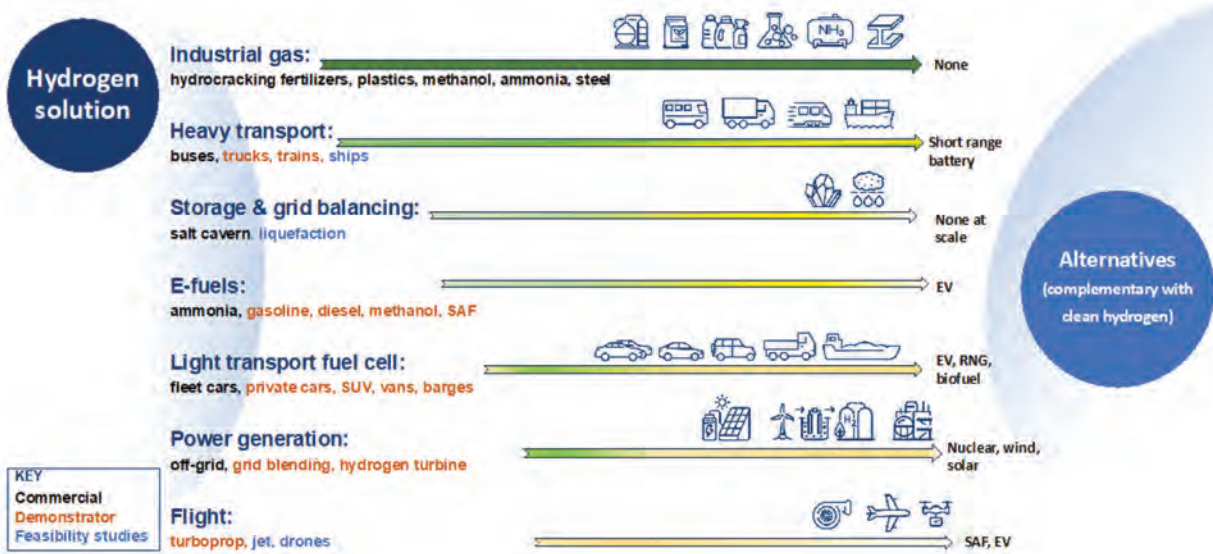 Hydrogen
solution
Industrial gas:
hydrocracking fertilizers, plastics, methanol, ammonia, steel
NH₃
None
Heavy transport:
buses, trucks, trains, ships
Short range
battery
Storage & grid balancing:
salt cavern, liquefaction
None at
scale
E-fuels:
ammonia, gasoline, diesel, methanol, SAF
EV
Light transport fuel cell:
fleet cars, private cars, SUV, vans, barges
EV, RNG,
biofuel
Power generation:
off-grid, grid blending, hydrogen turbine
H₂
Nuclear, wind,
solar
Flight:
turboprop, jet, drones
SAF, EV
Alternatives
(complementary with
clean hydrogen)
KEY
Commercial
Demonstrator
Feasibility studies